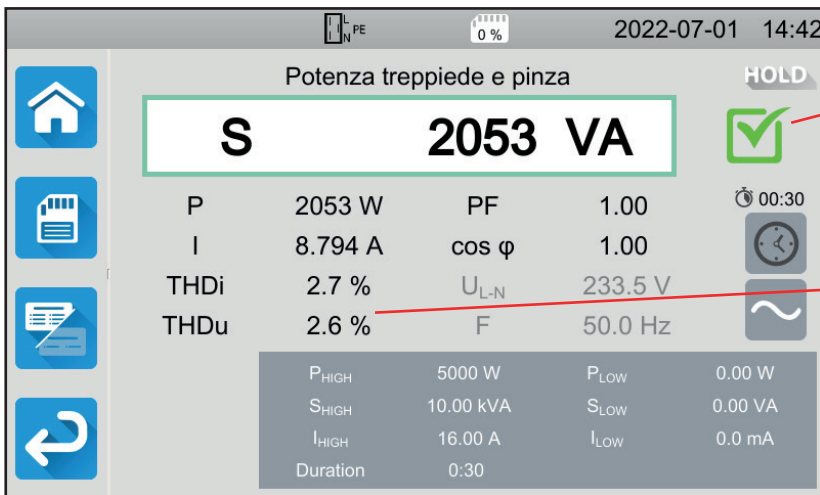 L
N PE
0 %
2022-07-01 14:42
Potenza treppiede e pinza
HOLD
S 2053 VA
P 2053 W PF 1.00
00:30
I 8.794 A cos φ 1.00
THDi 2.7 % UL-N 233.5 V
THDu 2.6 % F 50.0 Hz
PHIGH 5000 W PLOW 0.00 W
SHIGH 10.00 kVA SLOW 0.00 VA
IHIGH 16.00 A ILOW 0.0 mA
Duration 0:30